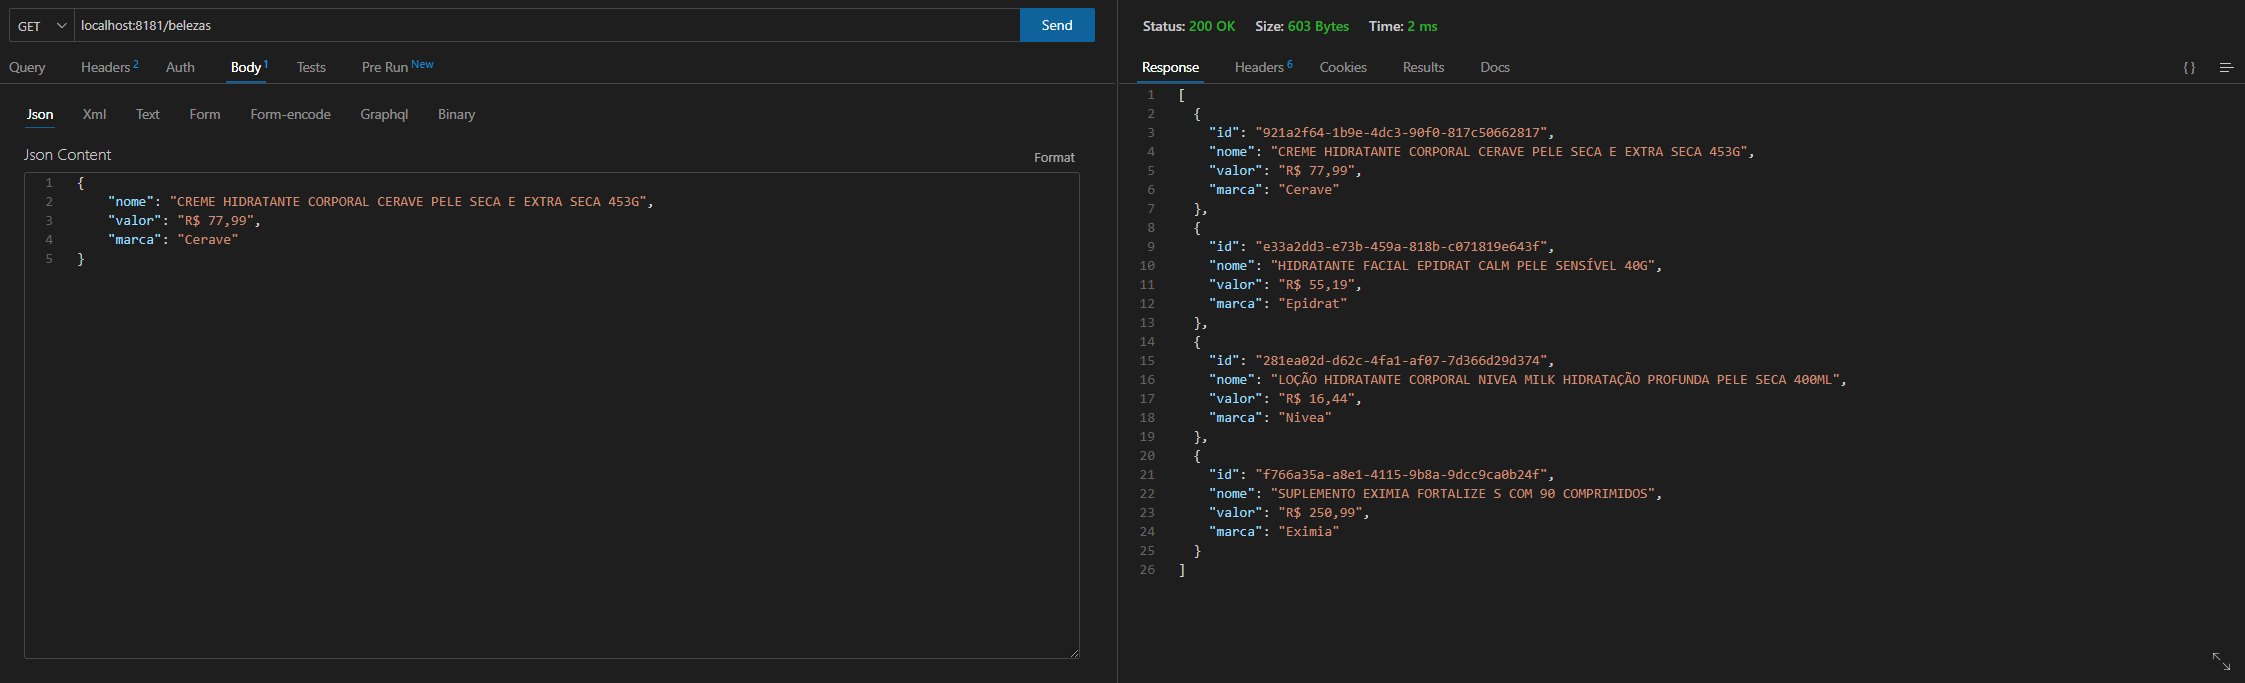 GET localhost:8181/belezas Send
Query Headers 2 Auth Body 1 Tests Pre Run New
Json Xml Text Form Form-encode Graphql Binary
Json Content Format
1 {
2 "nome": "CREME HIDRATANTE CORPORAL CERAVE PELE SECA E EXTRA SECA 453G",
3 "valor": "R$ 77,99",
4 "marca": "Cerave"
5 }
Status: 200 OK Size: 603 Bytes Time: 2 ms
Response Headers 6 Cookies Results Docs { }
1 [
2 {
3 "id": "921a2f64-1b9e-4dc3-90f0-817c50662817",
4 "nome": "CREME HIDRATANTE CORPORAL CERAVE PELE SECA E EXTRA SECA 453G",
5 "valor": "R$ 77,99",
6 "marca": "Cerave"
7 },
8 {
9 "id": "e33a2dd3-e73b-459a-818b-c071819e643f",
10 "nome": "HIDRATANTE FACIAL EPIDRAT CALM PELE SENSÍVEL 40G",
11 "valor": "R$ 55,19",
12 "marca": "Epidrat"
13 },
14 {
15 "id": "281ea02d-d62c-4fa1-af07-7d366d29d374",
16 "nome": "LOÇÃO HIDRATANTE CORPORAL NIVEA MILK HIDRATAÇÃO PROFUNDA PELE SECA 400ML",
17 "valor": "R$ 16,44",
18 "marca": "Nivea"
19 },
20 {
21 "id": "f766a35a-a8e1-4115-9b8a-9dcc9ca0b24f",
22 "nome": "SUPLEMENTO EXIMIA FORTALIZE S COM 90 COMPRIMIDOS",
23 "valor": "R$ 250,99",
24 "marca": "Eximia"
25 }
26 ]